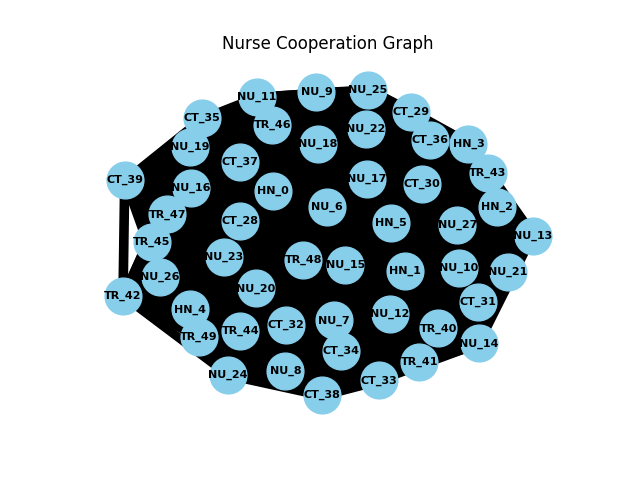 Nurse Cooperation Graph
NU_25
NU_9
NU_11
CT_29
CT_35
TR_46
NU_22
CT_36
NU_18
HN_3
NU_19
CT_37
TR_43
NU_17
CT_39
CT_30
NU_16
HN_0
HN_2
NU_6
TR_47
CT_28
HN_5
NU_27
NU_13
TR_45
NU_23
TR_48
NU_15
NU_10
HN_1
NU_21
NU_26
NU_20
TR_42
CT_31
HN_4
NU_12
NU_7
CT_32
TR_40
TR_44
TR_49
NU_14
CT_34
TR_41
NU_8
NU_24
CT_33
CT_38